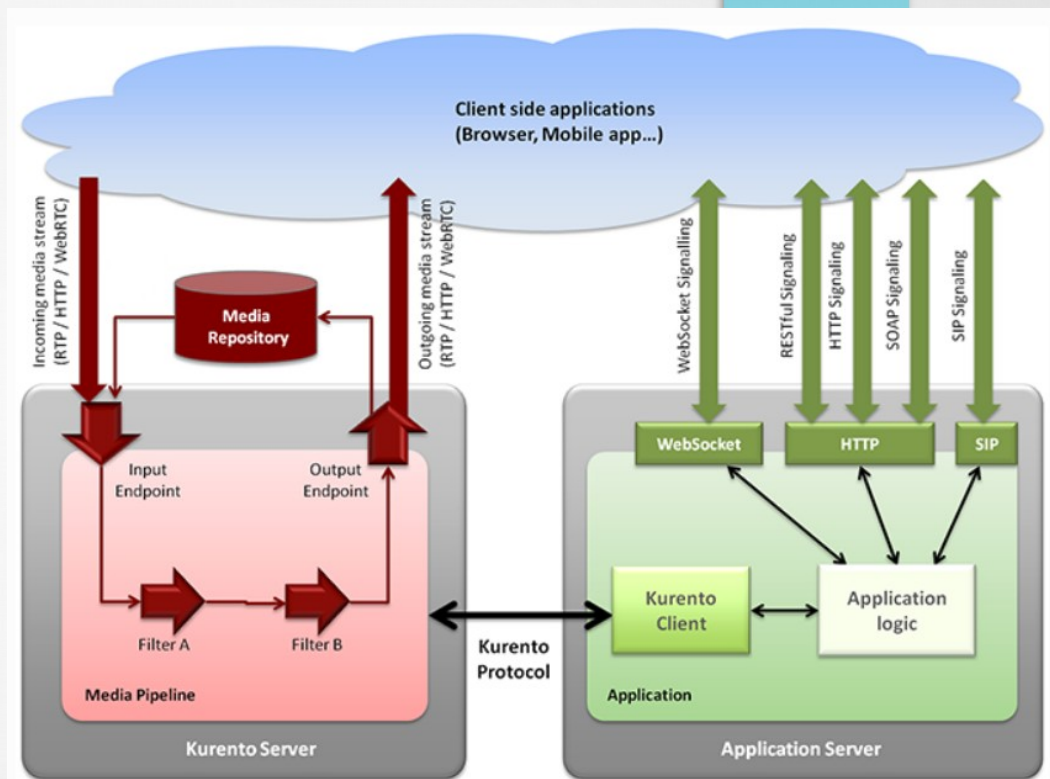 Client side applications
(Browser, Mobile app...)
Incoming media stream
(RTP / HTTP / WebRTC)
Media
Repository
Outgoing media stream
(RTP / HTTP / WebRTC)
WebSocket Signalling
RESTful Signaling
HTTP Signaling
SOAP Signaling
SIP Signaling
Input
Endpoint
Output
Endpoint
Filter A
Filter B
Media Pipeline
Kurento Server
Kurento
Protocol
WebSocket
HTTP
SIP
Kurento
Client
Application
logic
Application
Application Server